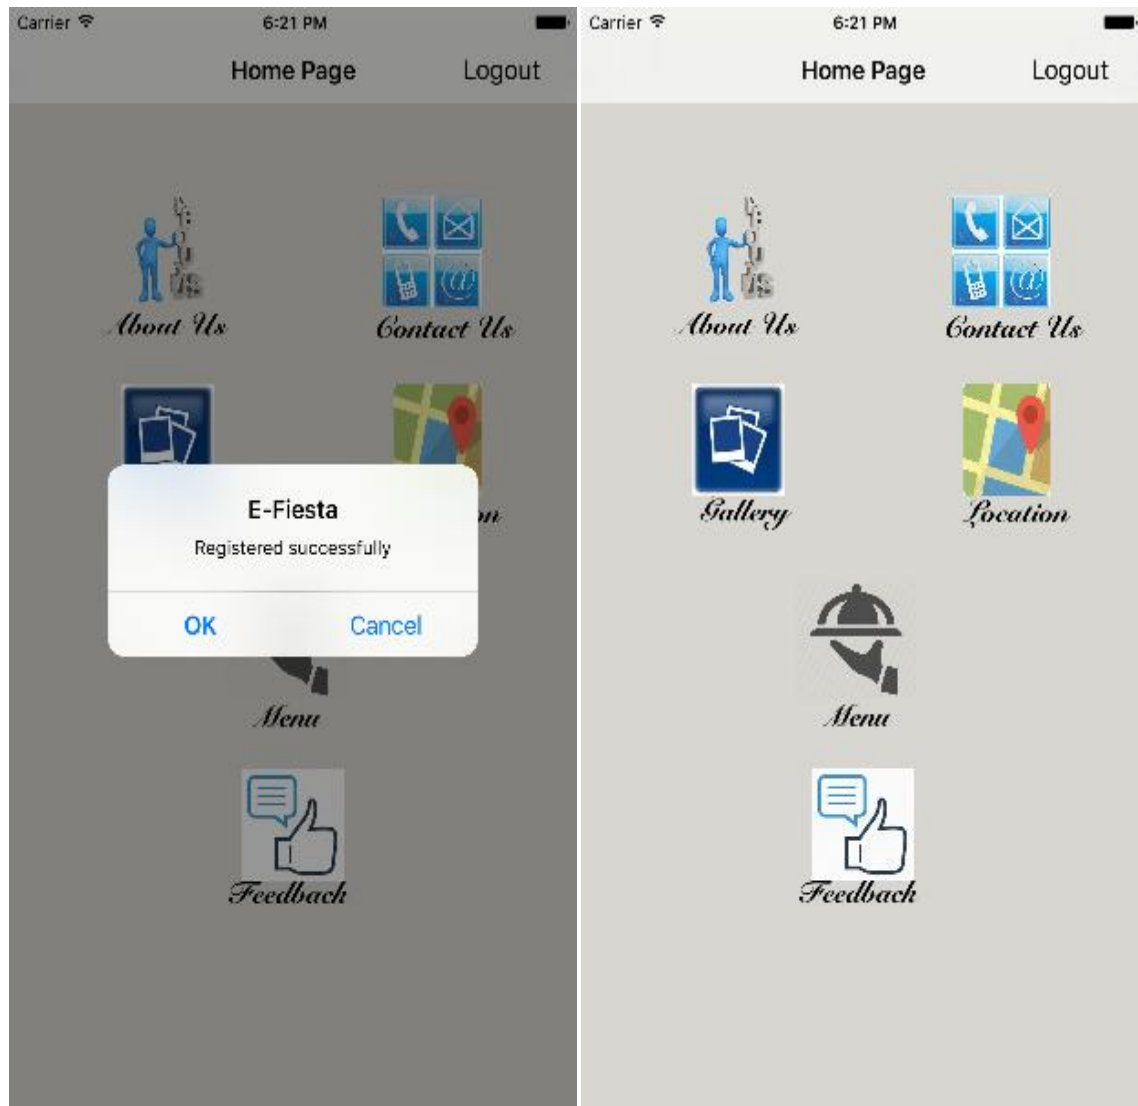 Carrier
6:21 PM
Home Page
Logout
About Us
Contact Us
on
E-Fiesta
Registered successfully
OK
Cancel
Menu
Feedback
Carrier
6:21 PM
Home Page
Logout
About Us
Contact Us
Gallery
Location
Menu
Feedback